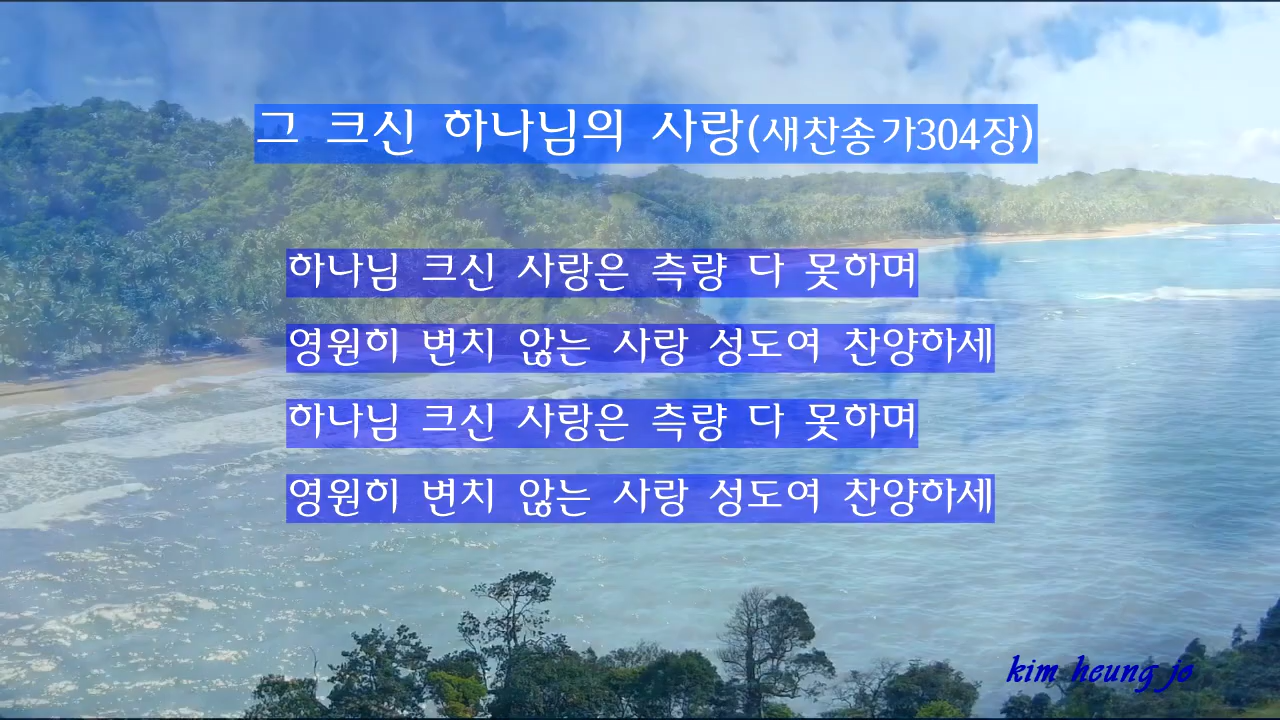 그 크신 하나님의 사랑(새찬송가304장)
하나님 크신 사랑은 측량 다 못하며
영원히 변치 않는 사랑 성도여 찬양하세
하나님 크신 사랑은 측량 다 못하며
영원히 변치 않는 사랑 성도여 찬양하세
kim heung jo